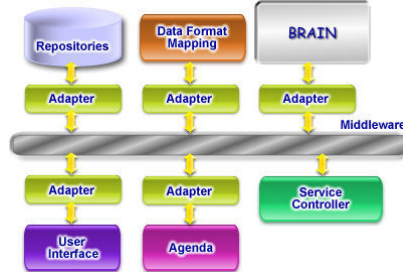 Repositories
Data Format
Mapping
BRAIN
Adapter
Adapter
Adapter
Middleware
Adapter
Adapter
Service
Controller
User
Interface
Agenda